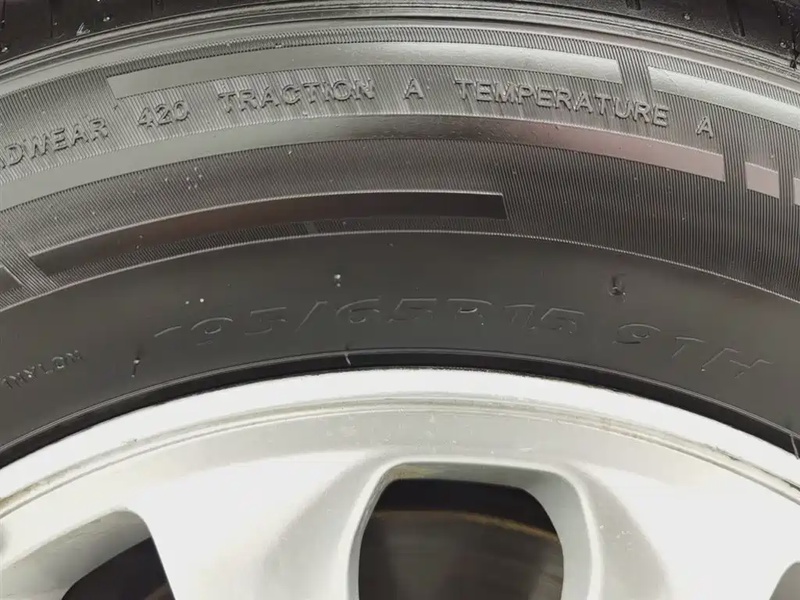 ADWEAR 420 TRACTION A TEMPERATURE A
195/65R15 91H
NYLON